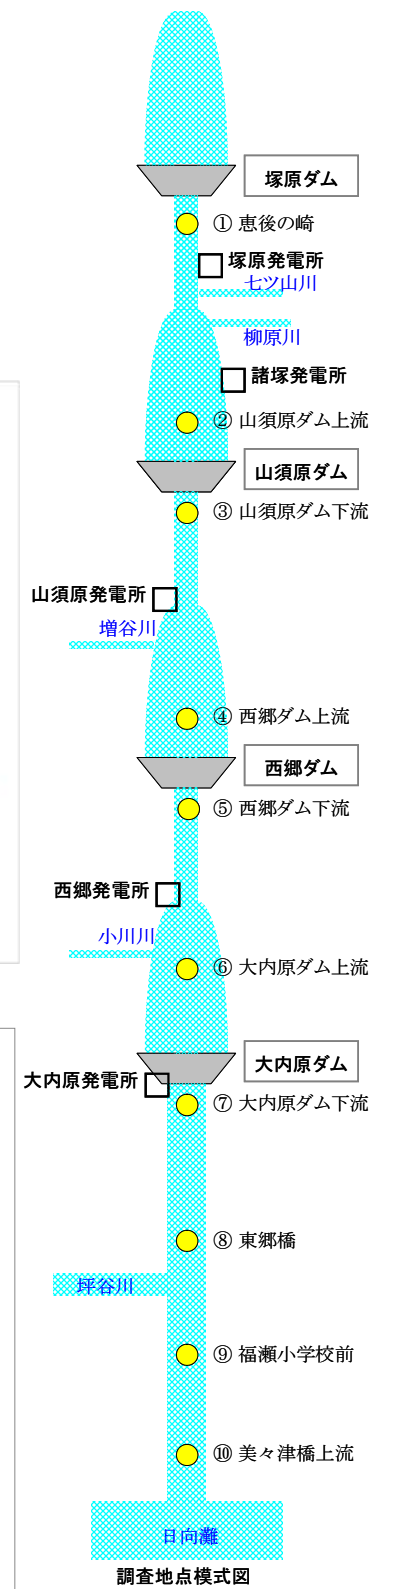 塚原ダム
① 恵後の崎
塚原発電所
七ツ山川
柳原川
諸塚発電所
② 山須原ダム上流
山須原ダム
③ 山須原ダム下流
山須原発電所
増谷川
④ 西郷ダム上流
西郷ダム
⑤ 西郷ダム下流
西郷発電所
小川川
⑥ 大内原ダム上流
大内原ダム
大内原発電所
⑦ 大内原ダム下流
⑧ 東郷橋
坪谷川
⑨ 福瀬小学校前
⑩ 美々津橋上流
日向灘
調査地点模式図